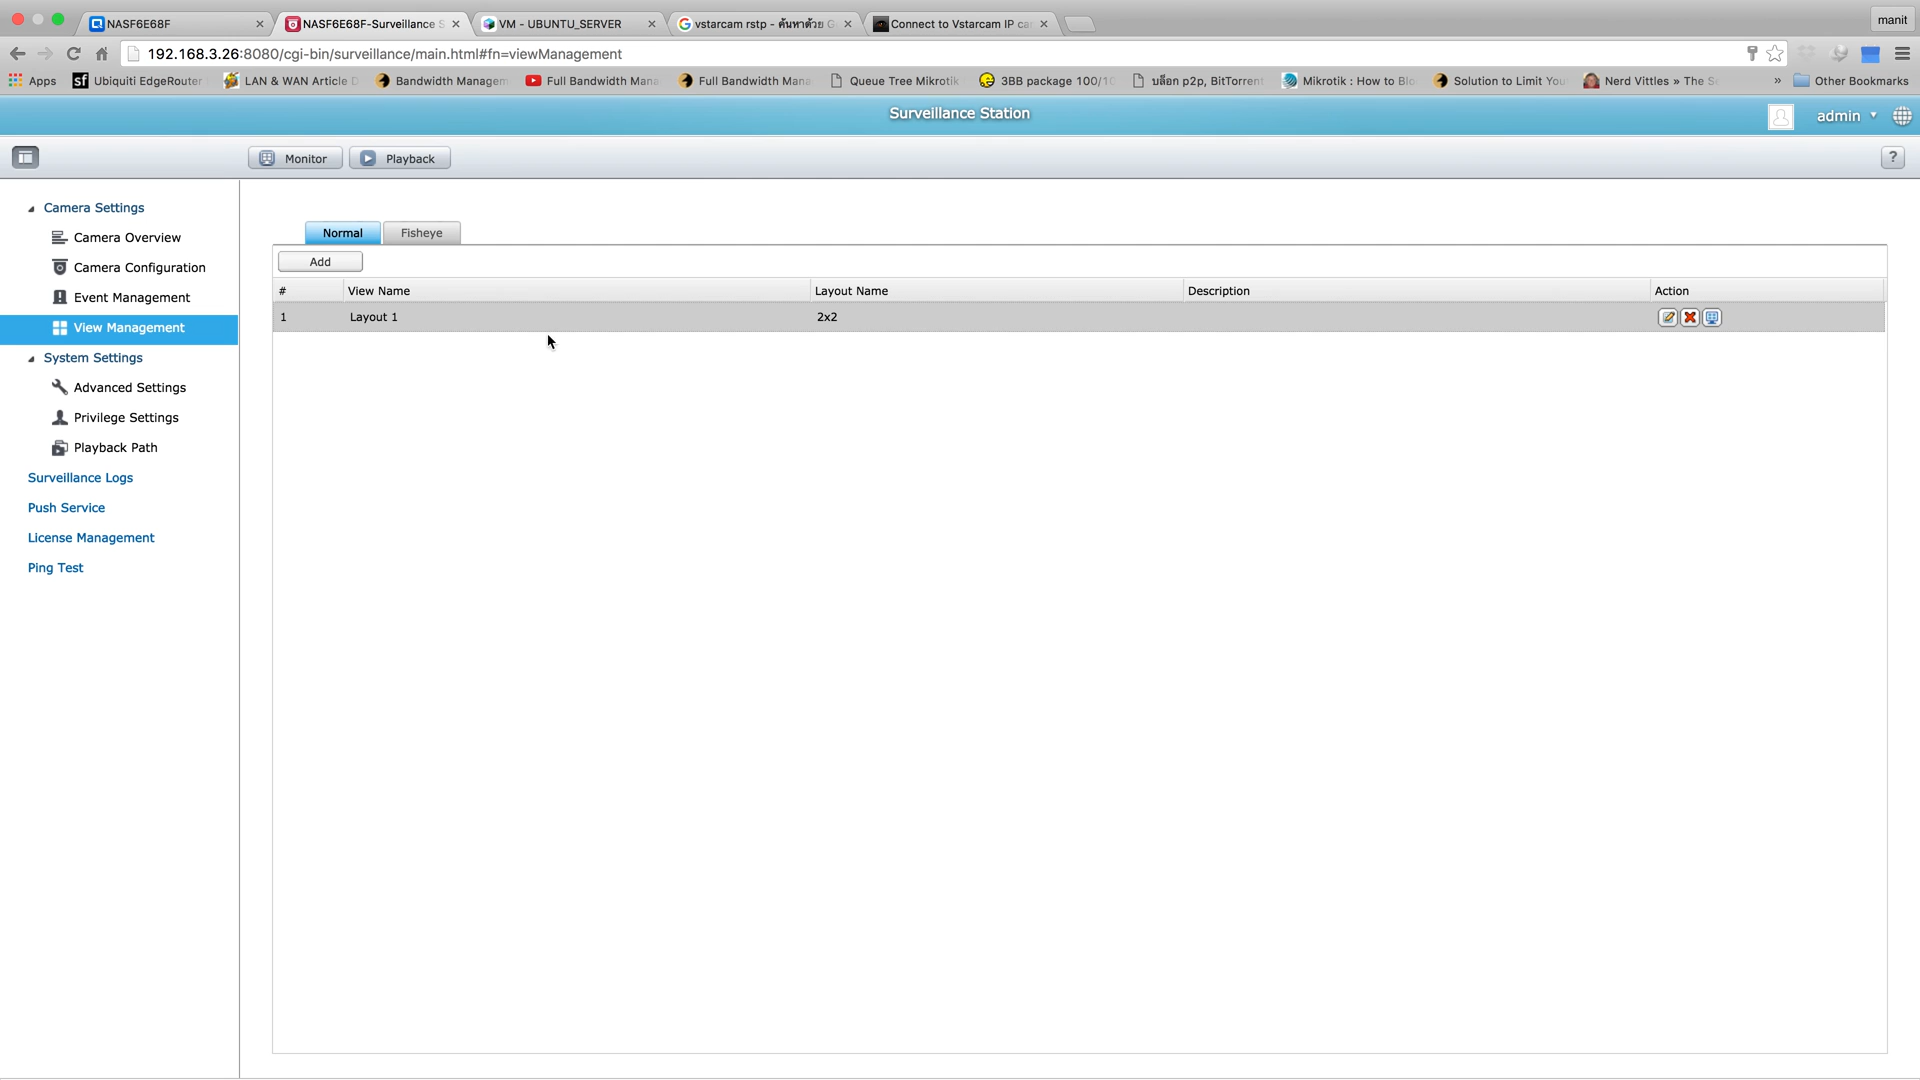 NASF6E68F
NASF6E68F-Surveillance S
VM - UBUNTU_SERVER
vstarcam rstp - ค้นหาด้วย G
Connect to Vstarcam IP ca
manit
192.168.3.26:8080/cgi-bin/surveillance/main.html#fn=viewManagement
Apps
sf Ubiquiti EdgeRouter
LAN & WAN Article D
Bandwidth Managem
Full Bandwidth Mana
Full Bandwidth Mana
Queue Tree Mikrotik
3BB package 100/10
บล็อก p2p, BitTorrent
Mikrotik : How to Blo
Solution to Limit You
Nerd Vittles » The S
» Other Bookmarks
Surveillance Station
admin
Monitor
Playback
?
Camera Settings
Camera Overview
Camera Configuration
Event Management
View Management
System Settings
Advanced Settings
Privilege Settings
Playback Path
Surveillance Logs
Push Service
License Management
Ping Test
Normal
Fisheye
Add
# View Name Layout Name Description Action
1 Layout 1 2x2